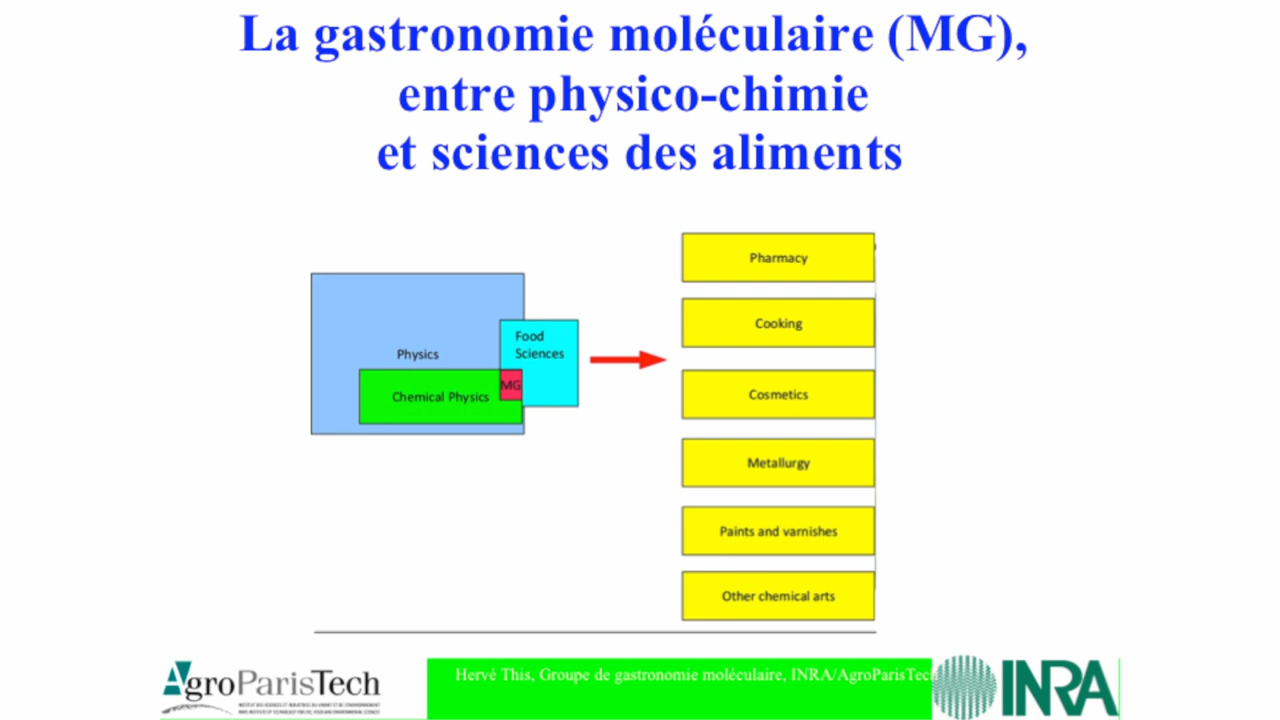 La gastronomie moléculaire (MG),
entre physico-chimie
et sciences des aliments
Physics
Food
Sciences
MG
Chemical Physics
Pharmacy
Cooking
Cosmetics
Metallurgy
Paints and varnishes
Other chemical arts
AgroParisTech
Hervé This, Groupe de gastronomie moléculaire, INRA/AgroParisTec
INRA